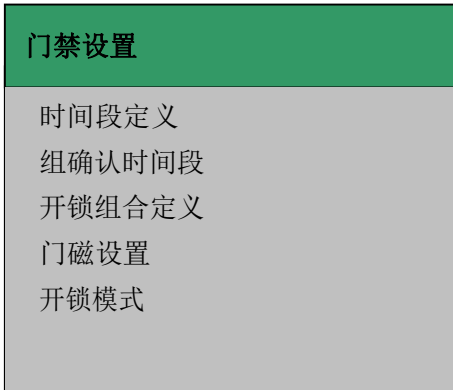 门禁设置
时间段定义
组确认时间段
开锁组合定义
门磁设置
开锁模式